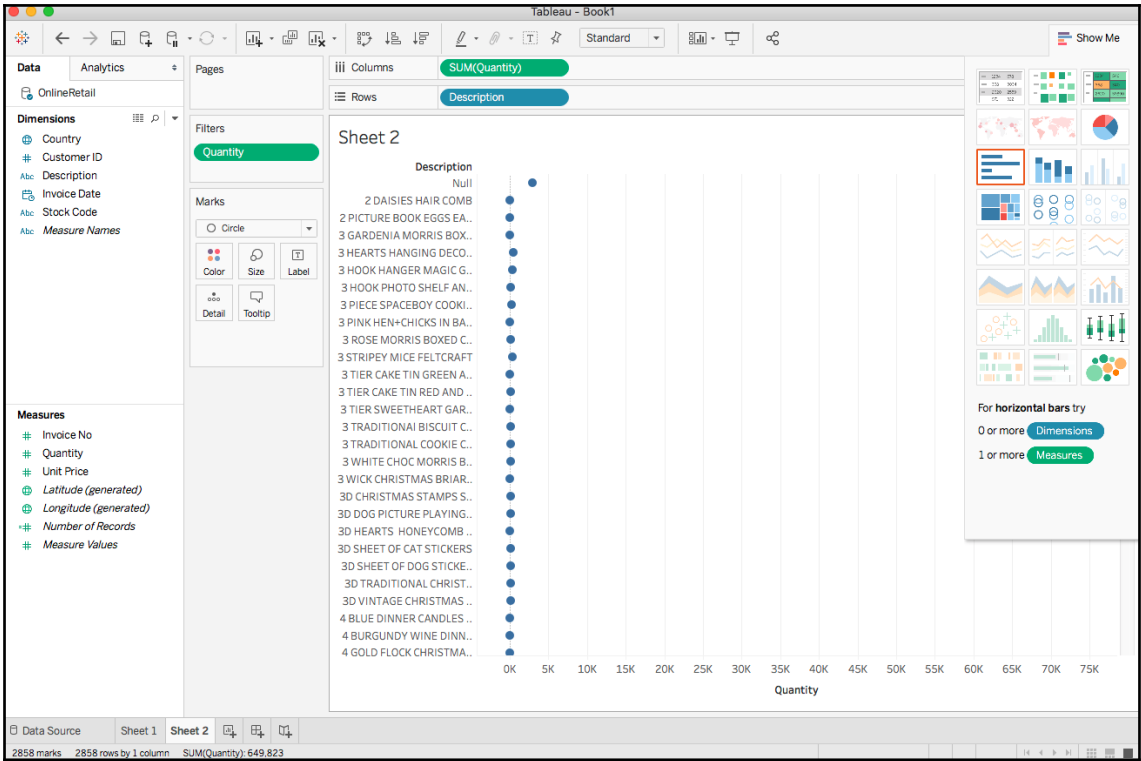 Tableau - Book1
Standard
Show Me
Data
Analytics
Pages
iii Columns
SUM(Quantity)
OnlineRetail
Rows
Description
Dimensions
Country
Customer ID
Abc Description
Invoice Date
Abc Stock Code
Abc Measure Names
Filters
Quantity
Marks
Circle
Color
Size
Label
Detail
Tooltip
Sheet 2
Description
Null
2 DAISIES HAIR COMB
2 PICTURE BOOK EGGS EA..
3 GARDENIA MORRIS BOX..
3 HEARTS HANGING DECO..
3 HOOK HANGER MAGIC G..
3 HOOK PHOTO SHELF AN..
3 PIECE SPACEBOY COOKI..
3 PINK HEN+CHICKS IN BA..
3 ROSE MORRIS BOXED C..
3 STRIPEY MICE FELTCRAFT
3 TIER CAKE TIN GREEN A..
3 TIER CAKE TIN RED AND ..
3 TIER SWEETHEART GAR..
3 TRADITIONAl BISCUIT C..
3 TRADITIONAL COOKIE C..
3 WHITE CHOC MORRIS B..
3 WICK CHRISTMAS BRIAR..
3D CHRISTMAS STAMPS S..
3D DOG PICTURE PLAYING..
3D HEARTS HONEYCOMB ..
3D SHEET OF CAT STICKERS
3D SHEET OF DOG STICKE..
3D TRADITIONAL CHRIST..
3D VINTAGE CHRISTMAS ..
4 BLUE DINNER CANDLES ..
4 BURGUNDY WINE DINN..
4 GOLD FLOCK CHRISTMA..
0K 5K 10K 15K 20K 25K 30K 35K 40K 45K 50K 55K 60K 65K 70K 75K
Quantity
For horizontal bars try
0 or more Dimensions
1 or more Measures
Measures
# Invoice No
# Quantity
# Unit Price
Latitude (generated)
Longitude (generated)
=# Number of Records
# Measure Values
Data Source
Sheet 1
Sheet 2
2858 marks 2858 rows by 1 column SUM(Quantity): 649,823